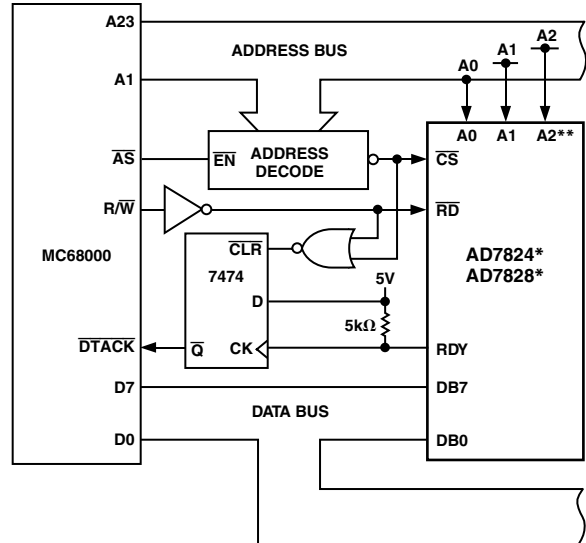 A23
ADDRESS BUS
A2
A1
A1
A0
A0 A1 A2**
AS
EN
ADDRESS
DECODE
CS
R/W
RD
MC68000
CLR
7474
5V
AD7824*
AD7828*
D
5kΩ
DTACK
Q
CK
RDY
D7
DATA BUS
DB7
D0
DB0